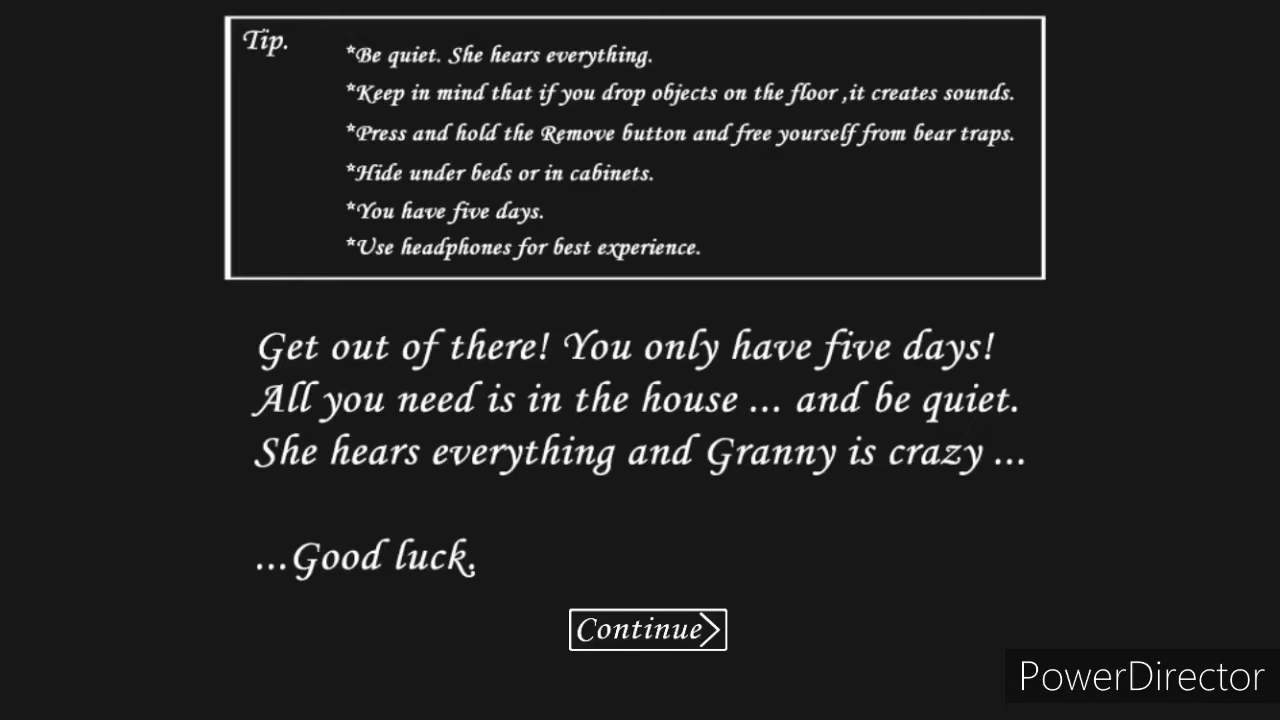 Tip.
*Be quiet. She hears everything.
*Keep in mind that if you drop objects on the floor ,it creates sounds.
*Press and hold the Remove button and free yourself from bear traps.
*Hide under beds or in cabinets.
*You have five days.
*Use headphones for best experience.
Get out of there! You only have five days!
All you need is in the house ... and be quiet.
She hears everything and Granny is crazy ...
...Good luck.
Continue
PowerDirector